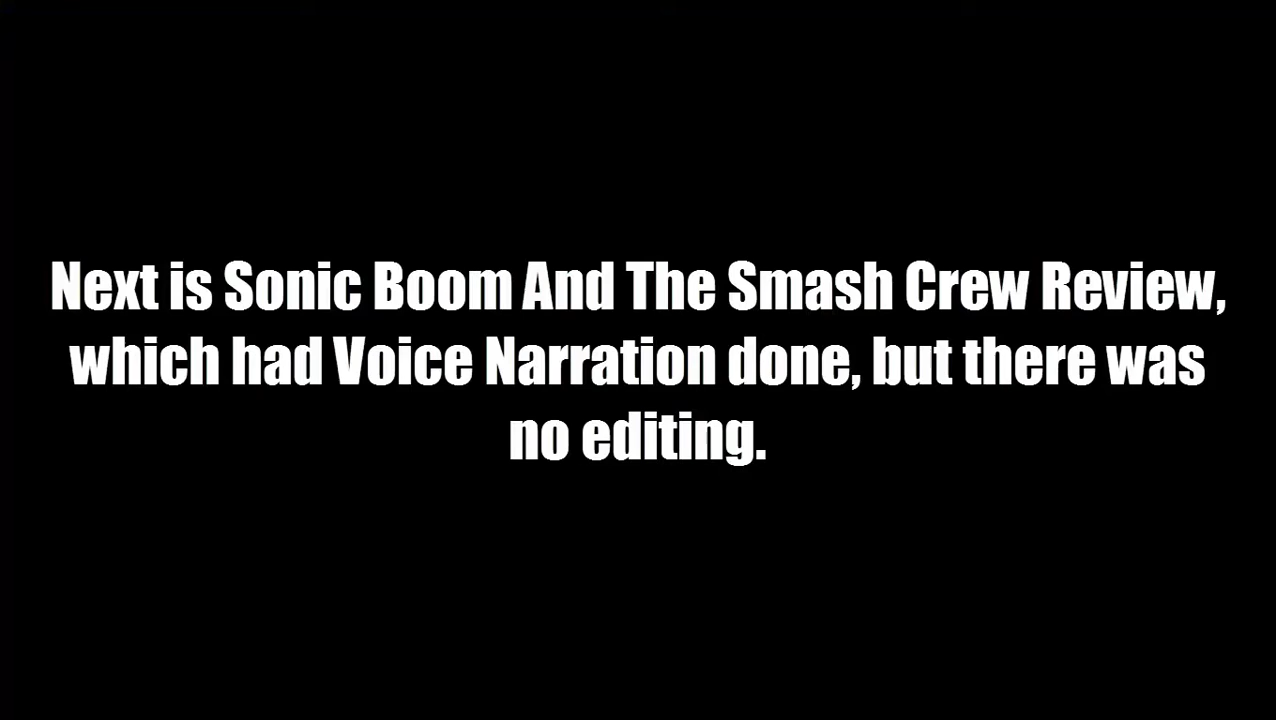 Next is Sonic Boom And The Smash Crew Review,
which had Voice Narration done, but there was
no editing.